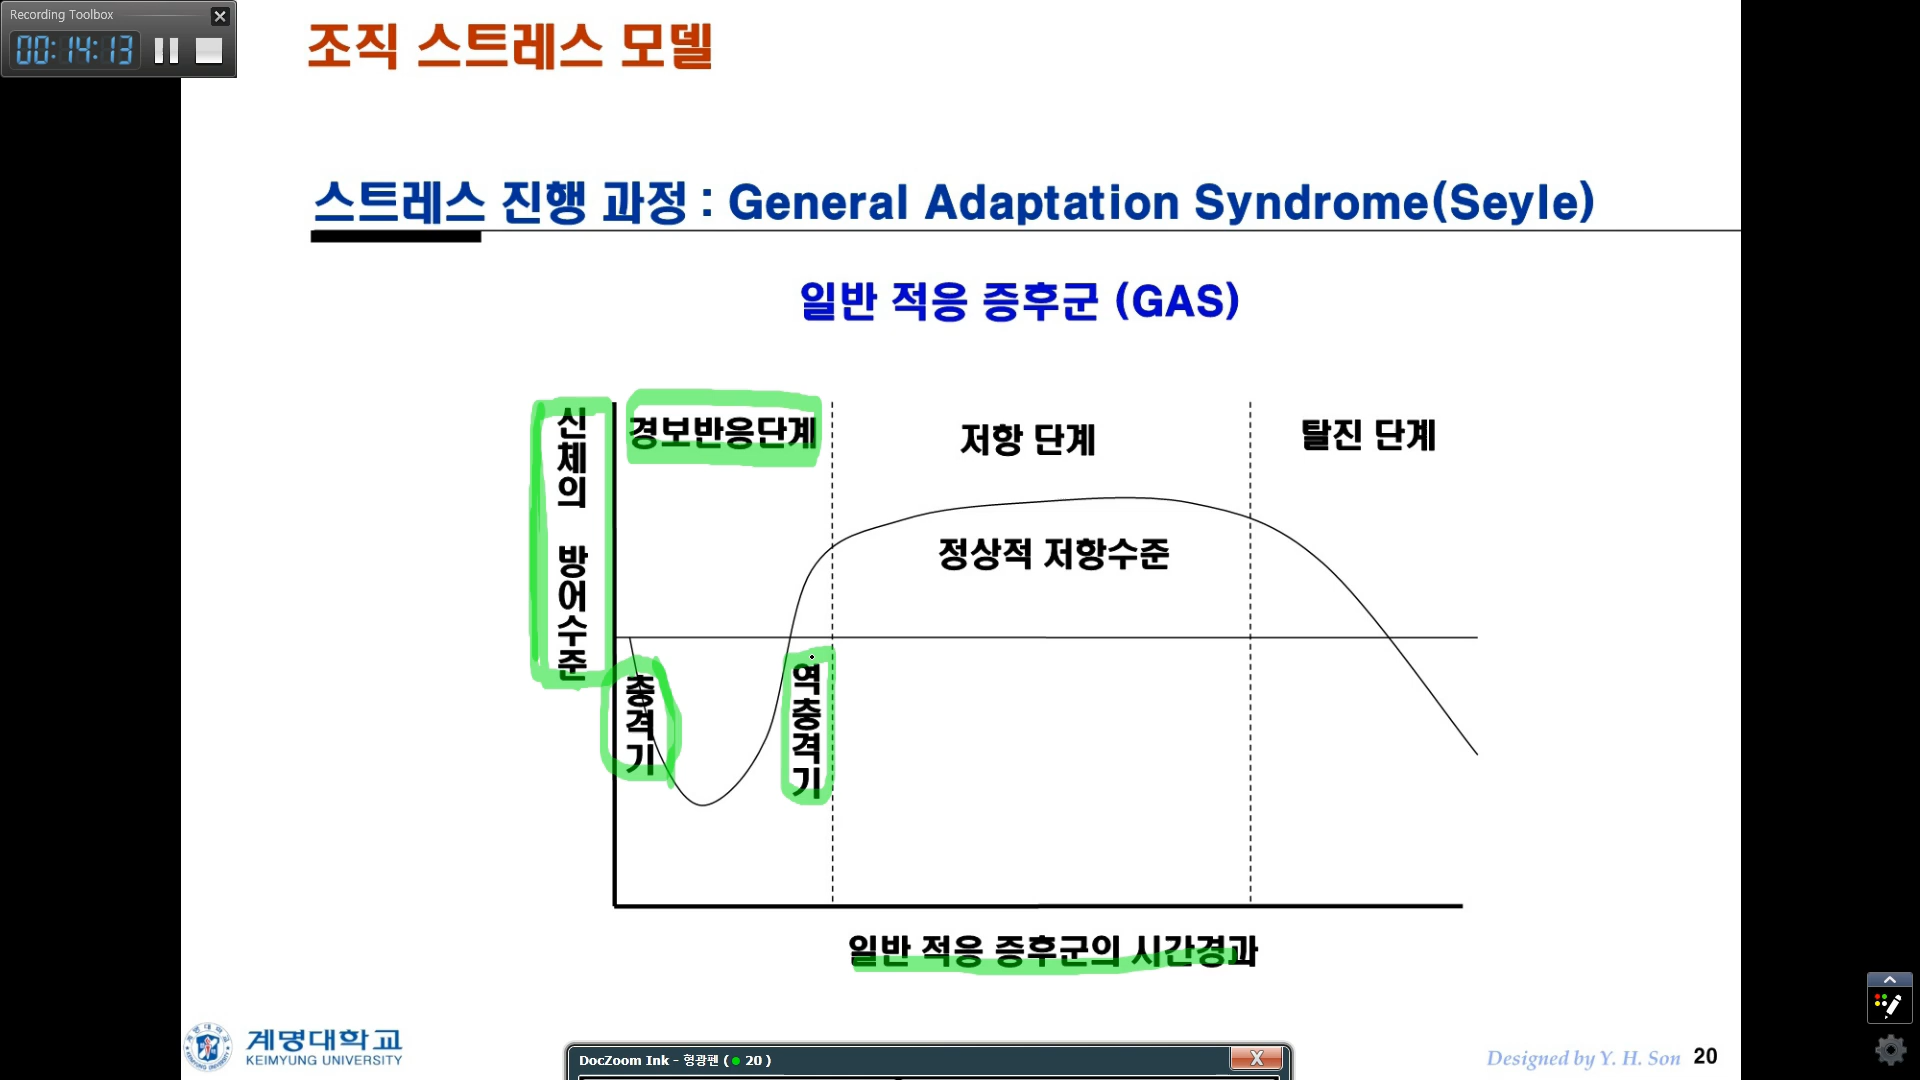 Recording Toolbox
00:14:13
조직 스트레스 모델
스트레스 진행 과정 : General Adaptation Syndrome(Seyle)
일반 적응 증후군 (GAS)
신체의 방어수준
경보반응단계
저항 단계
탈진 단계
정상적 저항수준
충격기
역충격기
일반 적응 증후군의 시간경과
계명대학교
KEIMYUNG UNIVERSITY
DocZoom Ink - 형광펜 ( 20 )
Designed by Y. H. Son 20